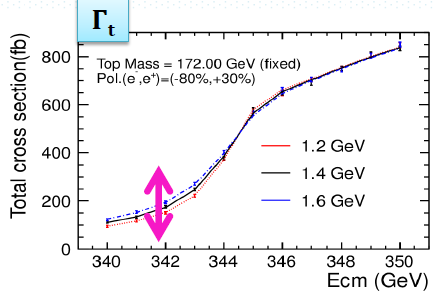 Γt
Total cross section(fb)
800
600
400
200
0
Top Mass = 172.00 GeV (fixed)
Pol.(e-,e+)=(-80%,+30%)
1.2 GeV
1.4 GeV
1.6 GeV
340 342 344 346 348 350
Ecm (GeV)